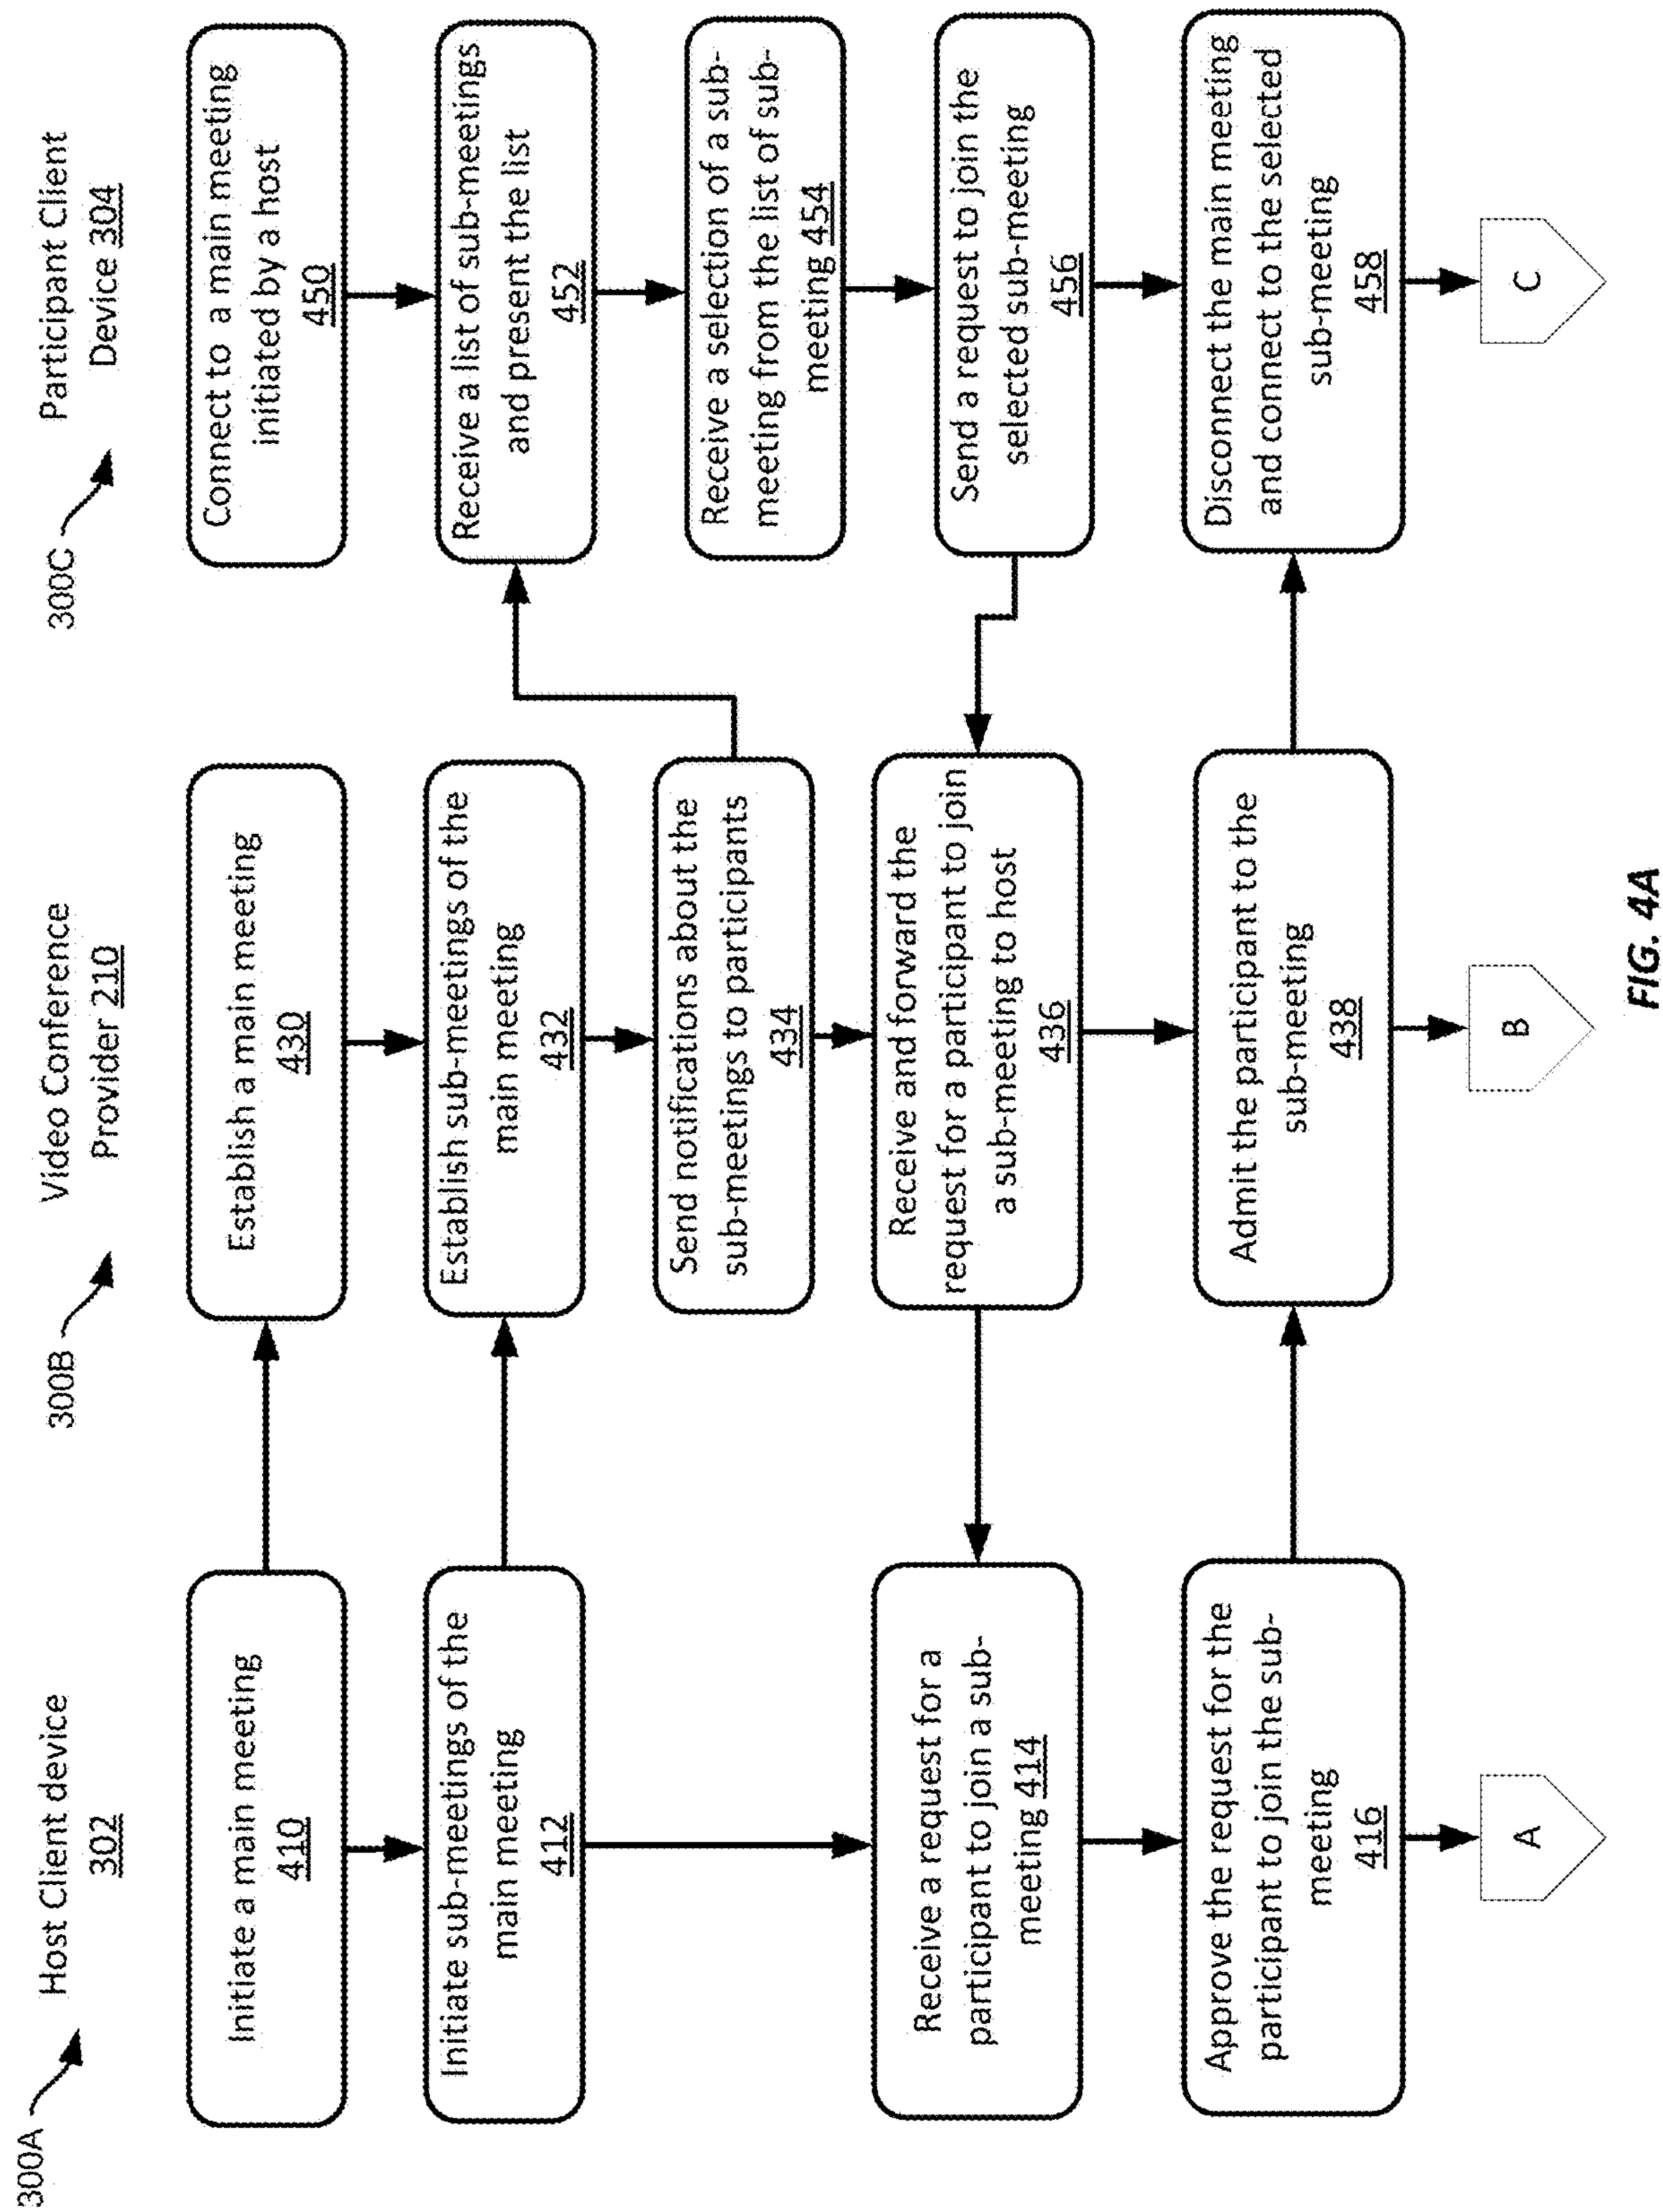 300A
Host Client device
302
300B
Video Conference
Provider 210
300C
Participant Client
Device 304
Initiate a main meeting
410
Establish a main meeting
430
Connect to a main meeting
initiated by a host
450
Initiate sub-meetings of the
main meeting
412
Establish sub-meetings of the
main meeting
432
Receive a list of sub-meetings
and present the list
452
Send notifications about the
sub-meetings to participants
434
Receive a selection of a sub-
meeting from the list of sub-
meeting 454
Receive a request for a
participant to join a sub-
meeting 414
Receive and forward the
request for a participant to join
a sub-meeting to host
436
Send a request to join the
selected sub-meeting
456
Approve the request for the
participant to join the sub-
meeting
416
Admit the participant to the
sub-meeting
438
Disconnect the main meeting
and connect to the selected
sub-meeting
458
A
B
C
FIG. 4A